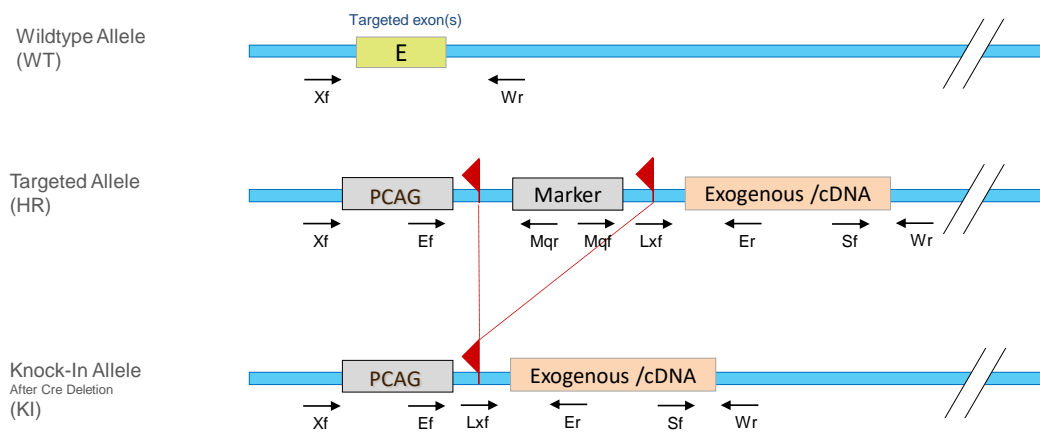 Targeted exon(s)
Wildtype Allele
(WT)
E
Xf
Wr
Targeted Allele
(HR)
PCAG
Marker
Exogenous /cDNA
Xf
Ef
Mqr
Mqf
Lxf
Er
Sf
Wr
Knock-In Allele
After Cre Deletion
(KI)
PCAG
Exogenous /cDNA
Xf
Ef
Lxf
Er
Sf
Wr